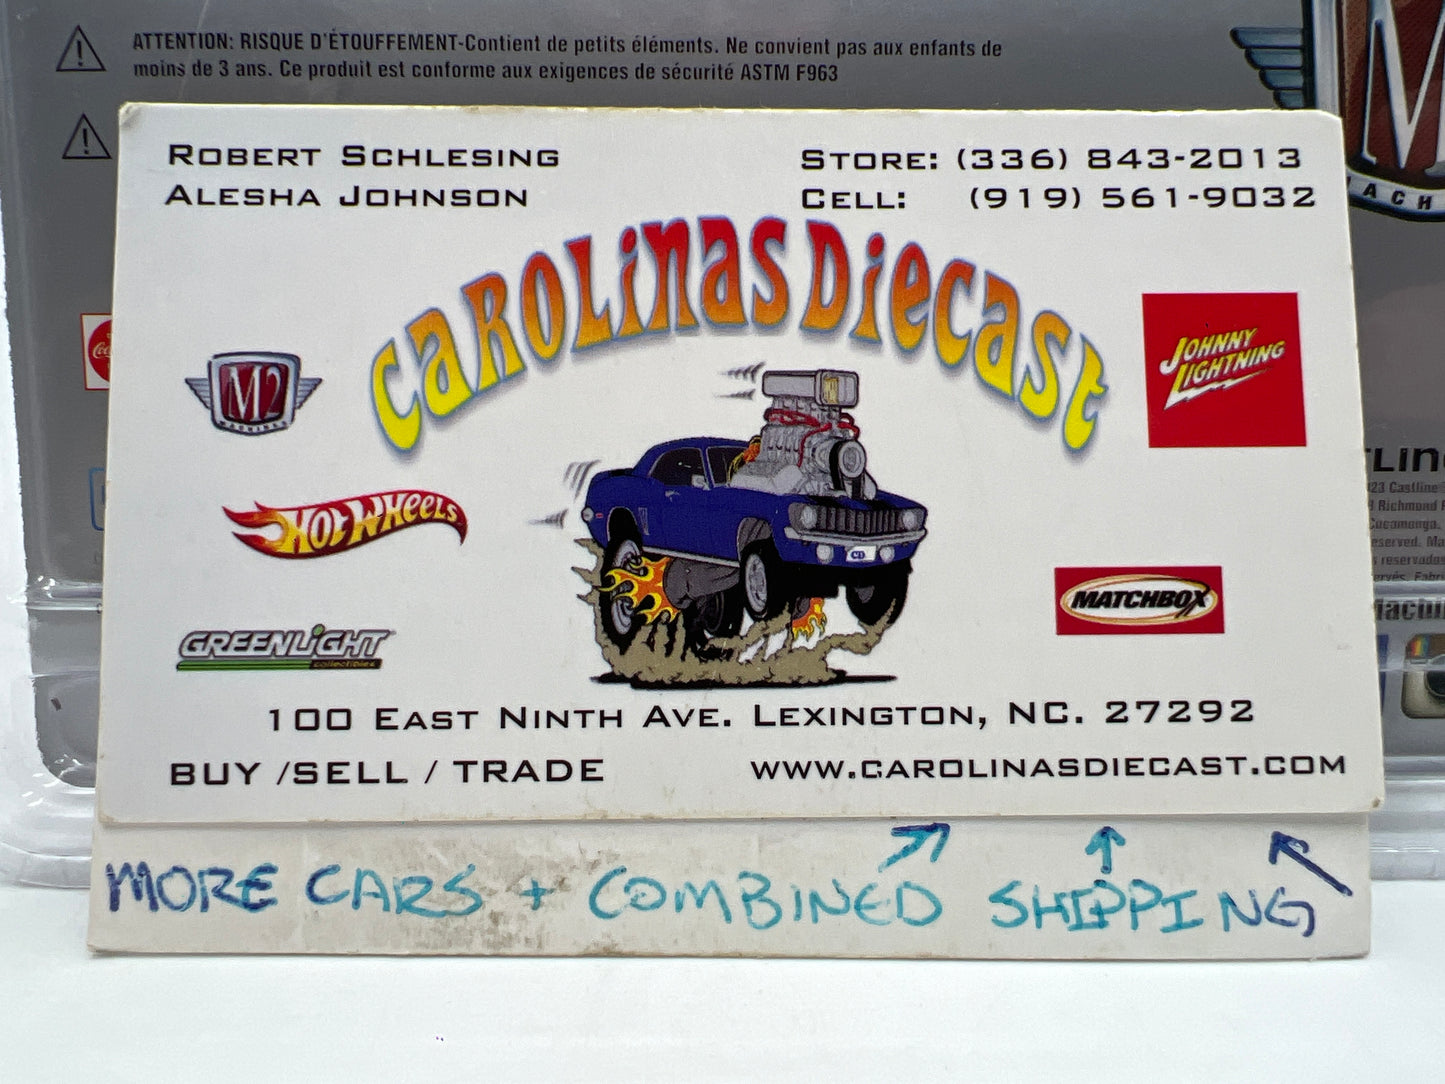 ATTENTION: RISQUE D'ÉTOUFFEMENT-Contient de petits éléments. Ne convient pas aux enfants de
moins de 3 ans. Ce produit est conforme aux exigences de sécurité ASTM F963
ROBERT SCHLESING
ALESHA JOHNSON
STORE: (336) 843-2013
CELL: (919) 561-9032
CAROLINAS DIECAST
M2
MACHINES
JOHNNY
LIGHTNING
HOT WHEELS
MATCHBOX
GREENLIGHT
collectibles
CD
100 EAST NINTH AVE. LEXINGTON, NC. 27292
BUY /SELL / TRADE
WWW.CAROLINASDIECAST.COM
MORE CARS + COMBINED SHIPPING